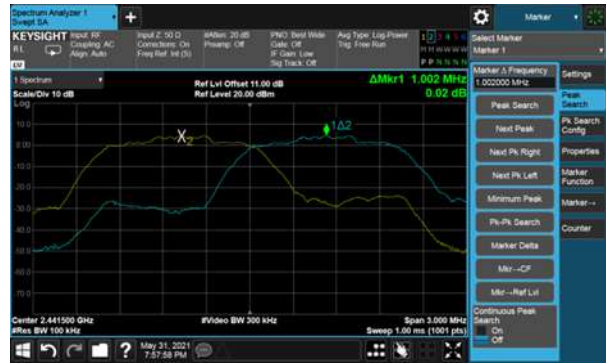 Spectrum Analyzer 1
Swept SA
Marker
KEYSIGHT
Input: RF
Coupling: AC
Align: Auto
Input Z: 50 Ω
Corrections: On
Freq Ref: Int (S)
#Atten: 20 dB
Preamp: Off
PNO: Best Wide
Gate: Off
IF Gain: Low
Sig Track: Off
Avg Type: Log-Power
Trig: Free Run
Select Marker
Marker 1
1 Spectrum
Scale/Div 10 dB
Log
Ref Lvl Offset 11.00 dB
Ref Level 20.00 dBm
ΔMkr1 1.002 MHz
0.02 dB
10.0
0.00
-10.0
-20.0
-30.0
-40.0
-50.0
-60.0
-70.0
X2
1Δ2
Center 2.441500 GHz
#Res BW 100 kHz
#Video BW 300 kHz
Span 3.000 MHz
Sweep 1.00 ms (1001 pts)
Marker Δ Frequency
1.002000 MHz
Peak Search
Next Peak
Next Pk Right
Next Pk Left
Minimum Peak
Pk-Pk Search
Marker Delta
Mkr→CF
Mkr→Ref Lvl
Continuous Peak
Search
On
Off
Settings
Peak
Search
Pk Search
Config
Properties
Marker
Function
Marker→
Counter
May 31, 2021
7:57:58 PM